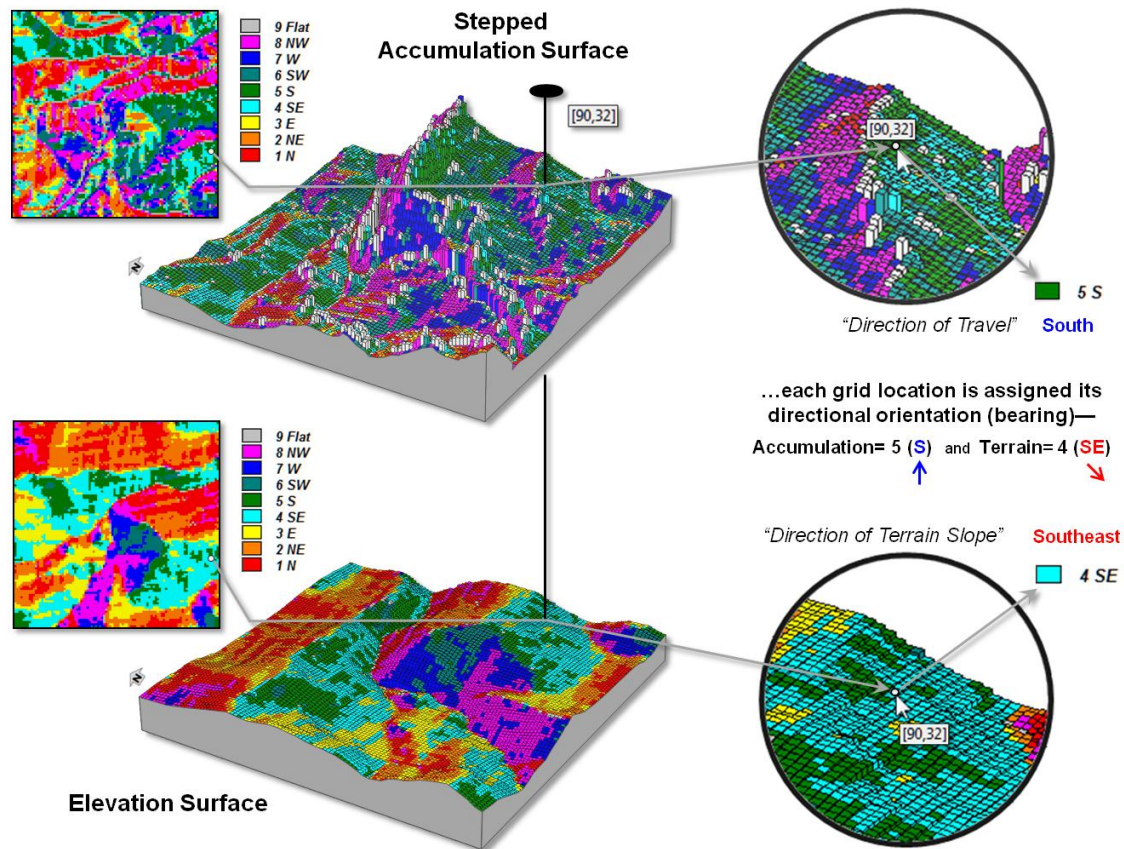 Stepped
Accumulation Surface
9 Flat
8 NW
7 W
6 SW
5 S
4 SE
3 E
2 NE
1 N
[90,32]
[90,32]
N
5 S
“Direction of Travel” South
…each grid location is assigned its
directional orientation (bearing)—
Accumulation= 5 (S) and Terrain= 4 (SE)
9 Flat
8 NW
7 W
6 SW
5 S
4 SE
3 E
2 NE
1 N
“Direction of Terrain Slope” Southeast
4 SE
N
[90,32]
Elevation Surface